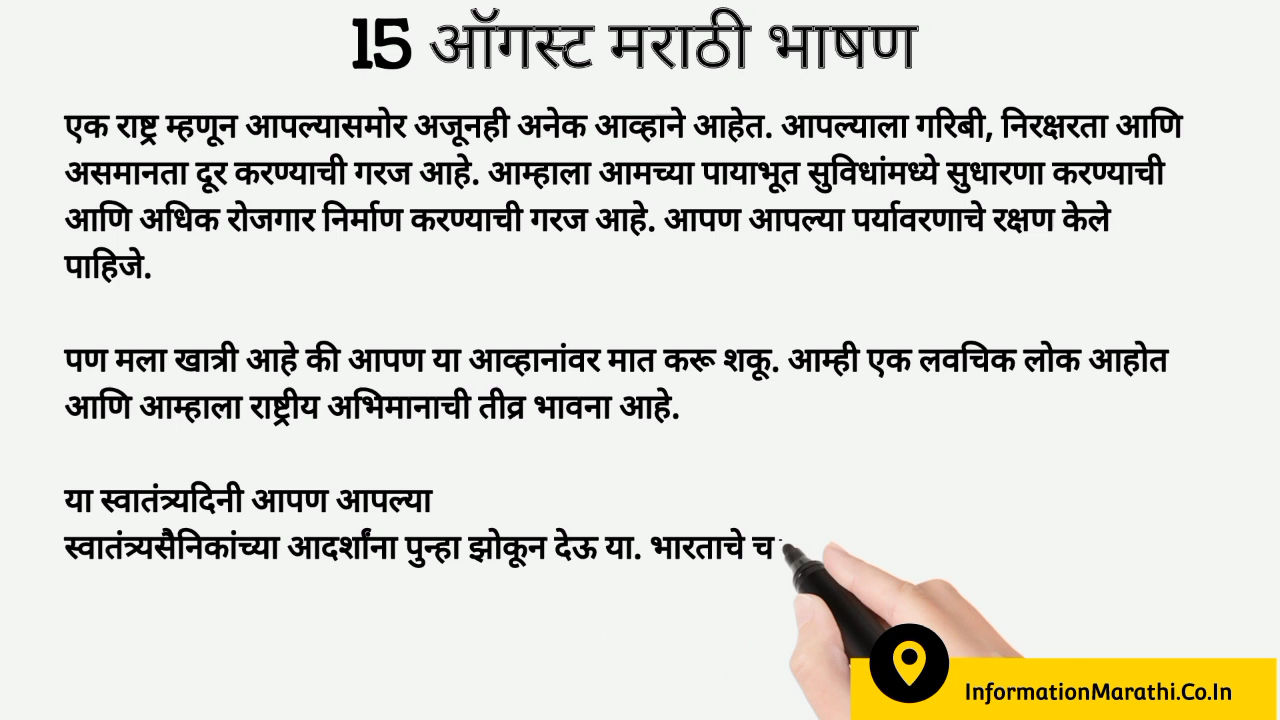 15 ऑगस्ट मराठी भाषण
एक राष्ट्र म्हणून आपल्यासमोर अजूनही अनेक आव्हाने आहेत. आपल्याला गरिबी, निरक्षरता आणि
असमानता दूर करण्याची गरज आहे. आम्हाला आमच्या पायाभूत सुविधांमध्ये सुधारणा करण्याची
आणि अधिक रोजगार निर्माण करण्याची गरज आहे. आपण आपल्या पर्यावरणाचे रक्षण केले
पाहिजे.
पण मला खात्री आहे की आपण या आव्हानांवर मात करू शकू. आम्ही एक लवचिक लोक आहोत
आणि आम्हाला राष्ट्रीय अभिमानाची तीव्र भावना आहे.
या स्वातंत्र्यदिनी आपण आपल्या
स्वातंत्र्यसैनिकांच्या आदर्शांना पुन्हा झोकून देऊ या. भारताचे च
InformationMarathi.Co.In